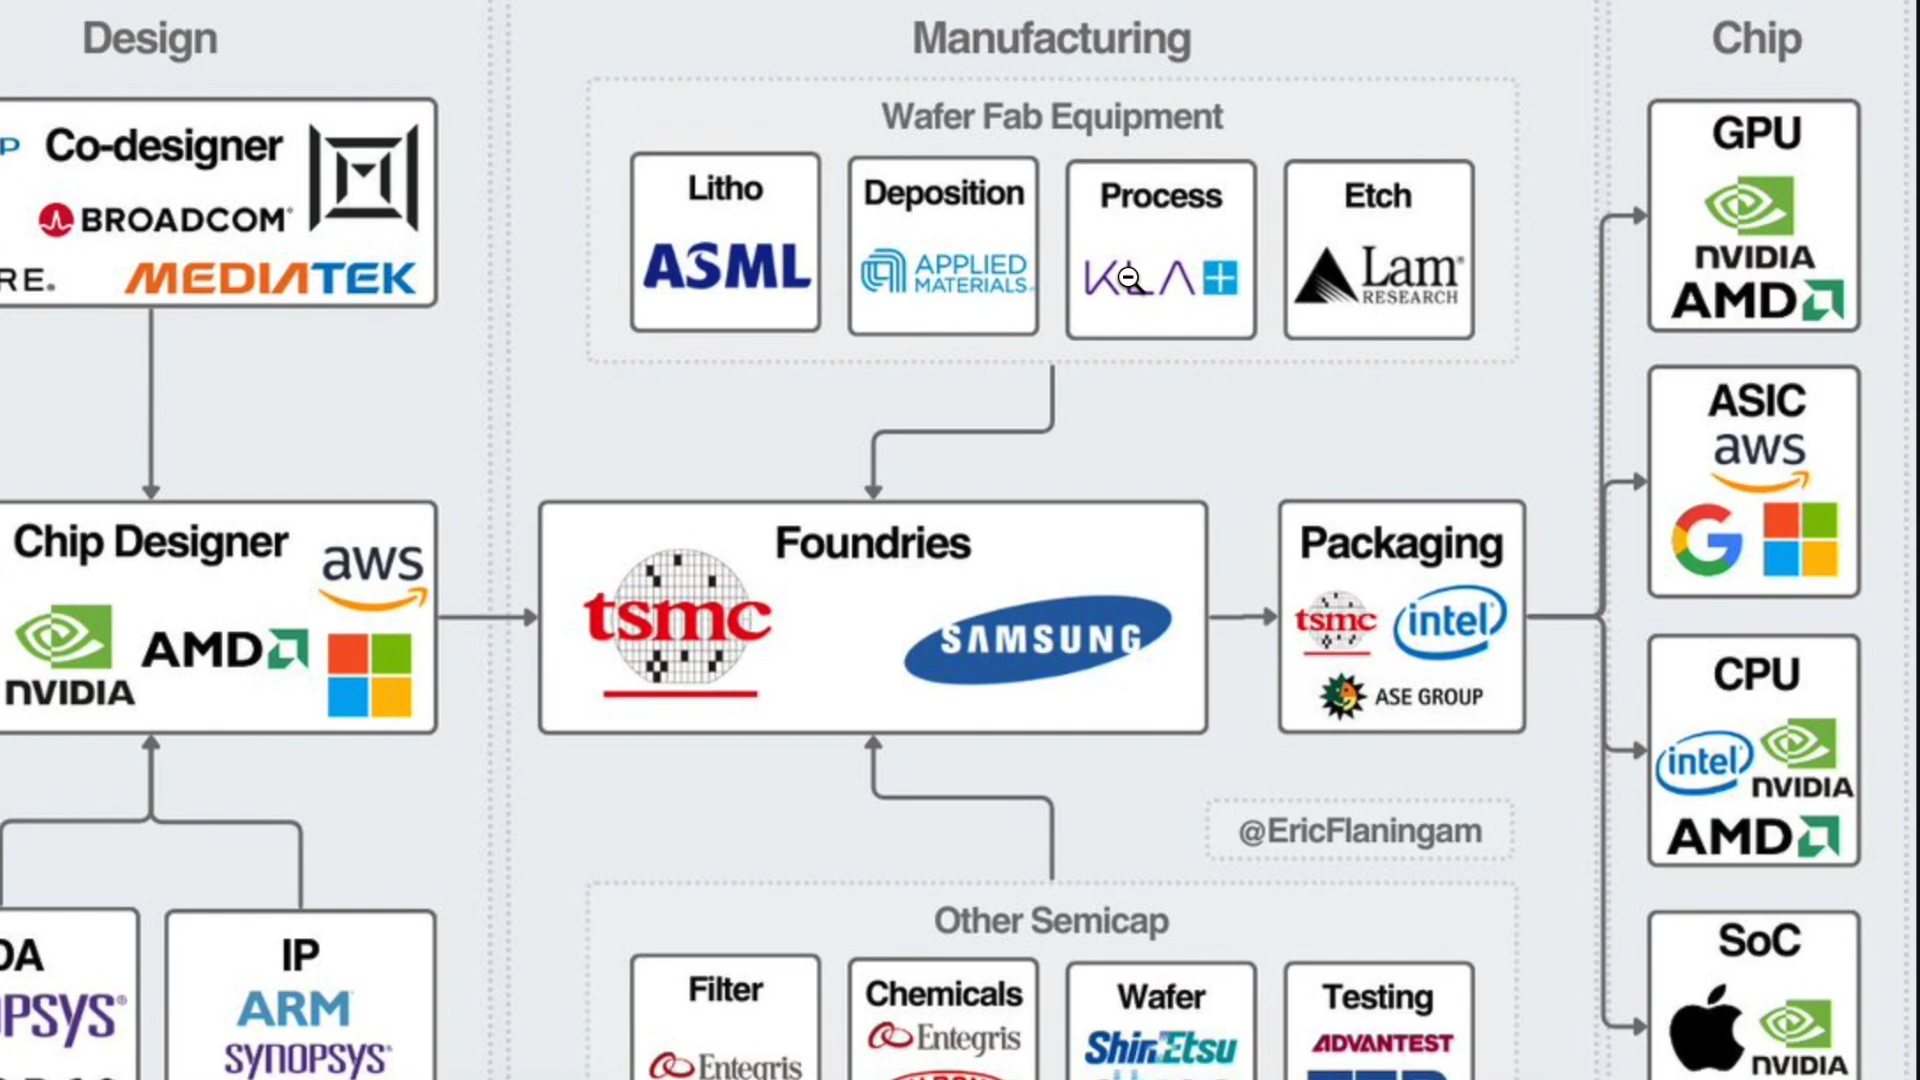 Design
Manufacturing
Chip
Co-designer
BROADCOM
RE.
MEDIATEK
Wafer Fab Equipment
Litho
ASML
Deposition
APPLIED
MATERIALS
Process
KLA
Etch
Lam
RESEARCH
GPU
NVIDIA
AMD
ASIC
aws
G
Chip Designer
aws
NVIDIA
AMD
Foundries
tsmc
SAMSUNG
Packaging
tsmc
intel
ASE GROUP
CPU
intel
NVIDIA
AMD
@EricFlaningam
DA
OPSYS
IP
ARM
SYNOPSYS
Other Semicap
Filter
Entegris
Chemicals
Entegris
Wafer
ShinEtsu
Testing
ADVANTEST
SoC
NVIDIA